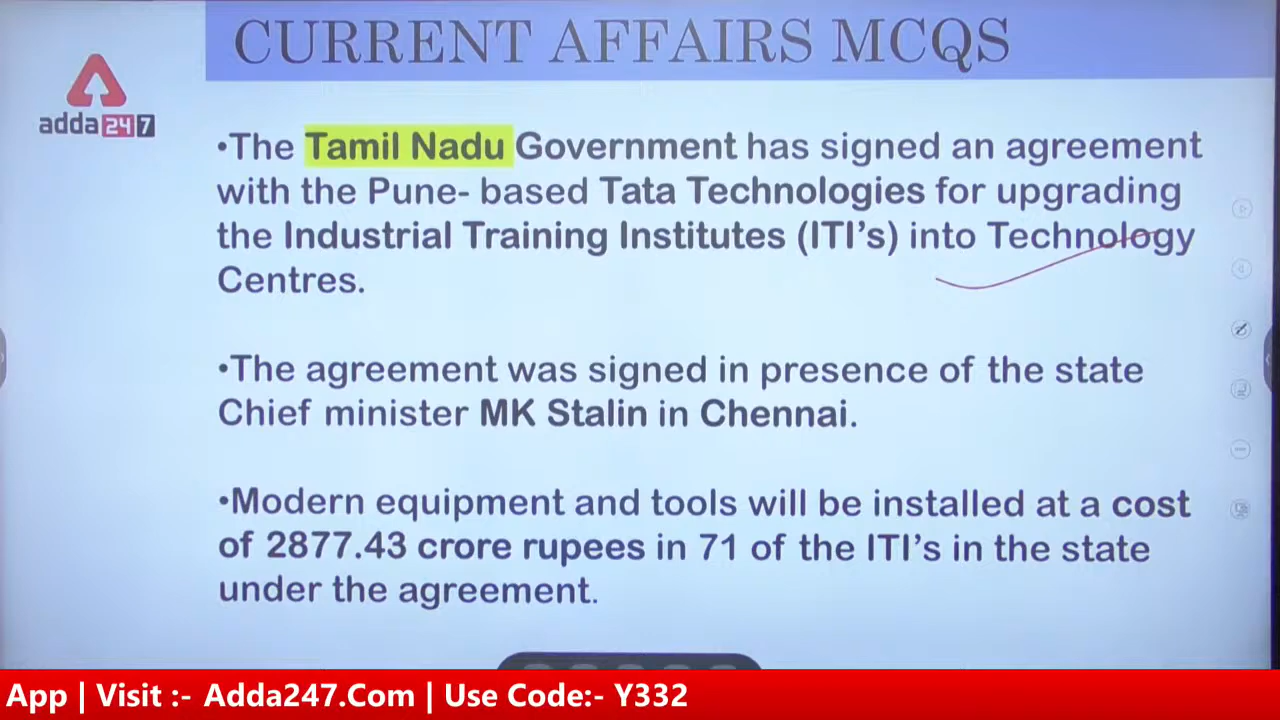 CURRENT AFFAIRS MCQS
adda247
•The Tamil Nadu Government has signed an agreement
with the Pune- based Tata Technologies for upgrading
the Industrial Training Institutes (ITI's) into Technology
Centres.
•The agreement was signed in presence of the state
Chief minister MK Stalin in Chennai.
•Modern equipment and tools will be installed at a cost
of 2877.43 crore rupees in 71 of the ITI's in the state
under the agreement.
App | Visit :- Adda247.Com | Use Code:- Y332